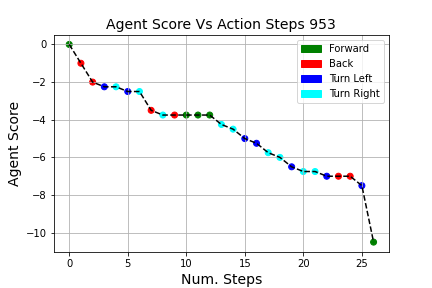 Agent Score Vs Action Steps 953
Agent Score
0
−2
−4
−6
−8
−10
Forward
Back
Turn Left
Turn Right
0 5 10 15 20 25
Num. Steps